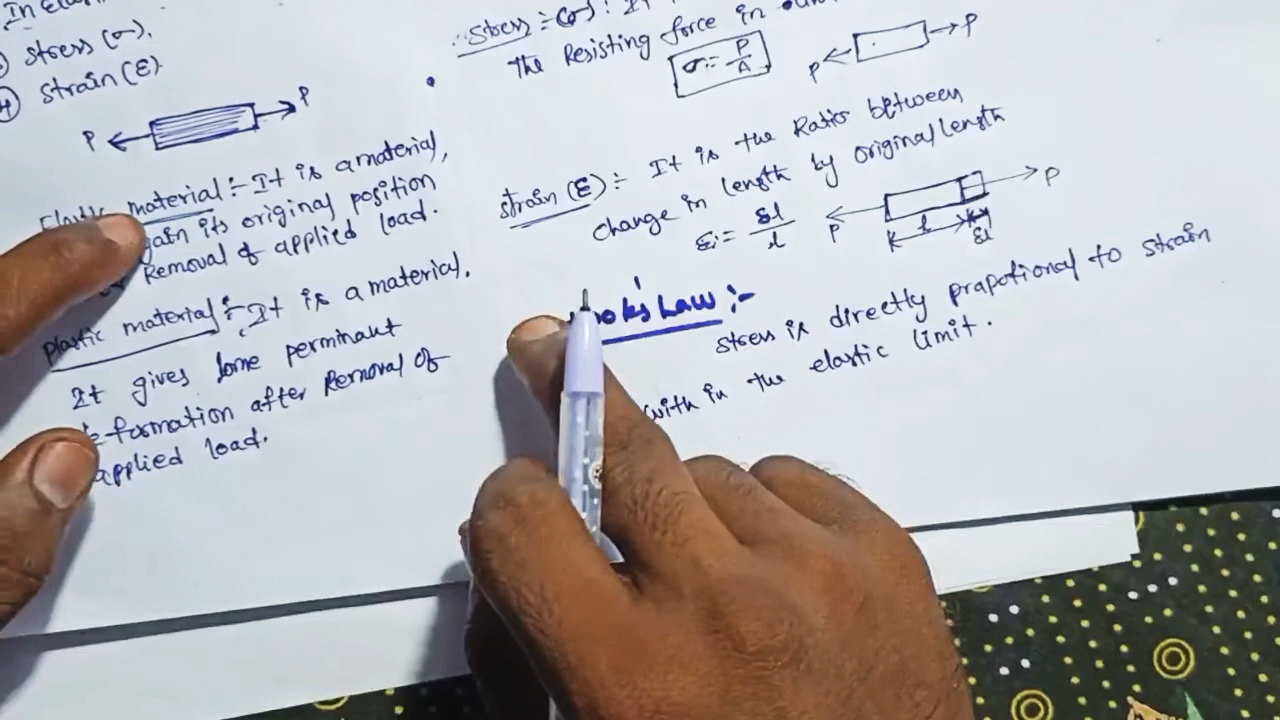 In
stress (σ).
④ strain (ε)
P P
Elastic material :- It is a material,
gain its original position
Removal of applied load.
plastic material :- It is a material,
It gives some perminant
formation after Removal of
applied load.
∴ Stress :- (σ) : It
the Resisting force in
σ = P/A
P P
strain (ε) :- It is the Ratio between
change in length by original length
ε = δl/l
P l δl P
ook's Law :-
stress is directly prapotional to strain
with in the elastic limit.